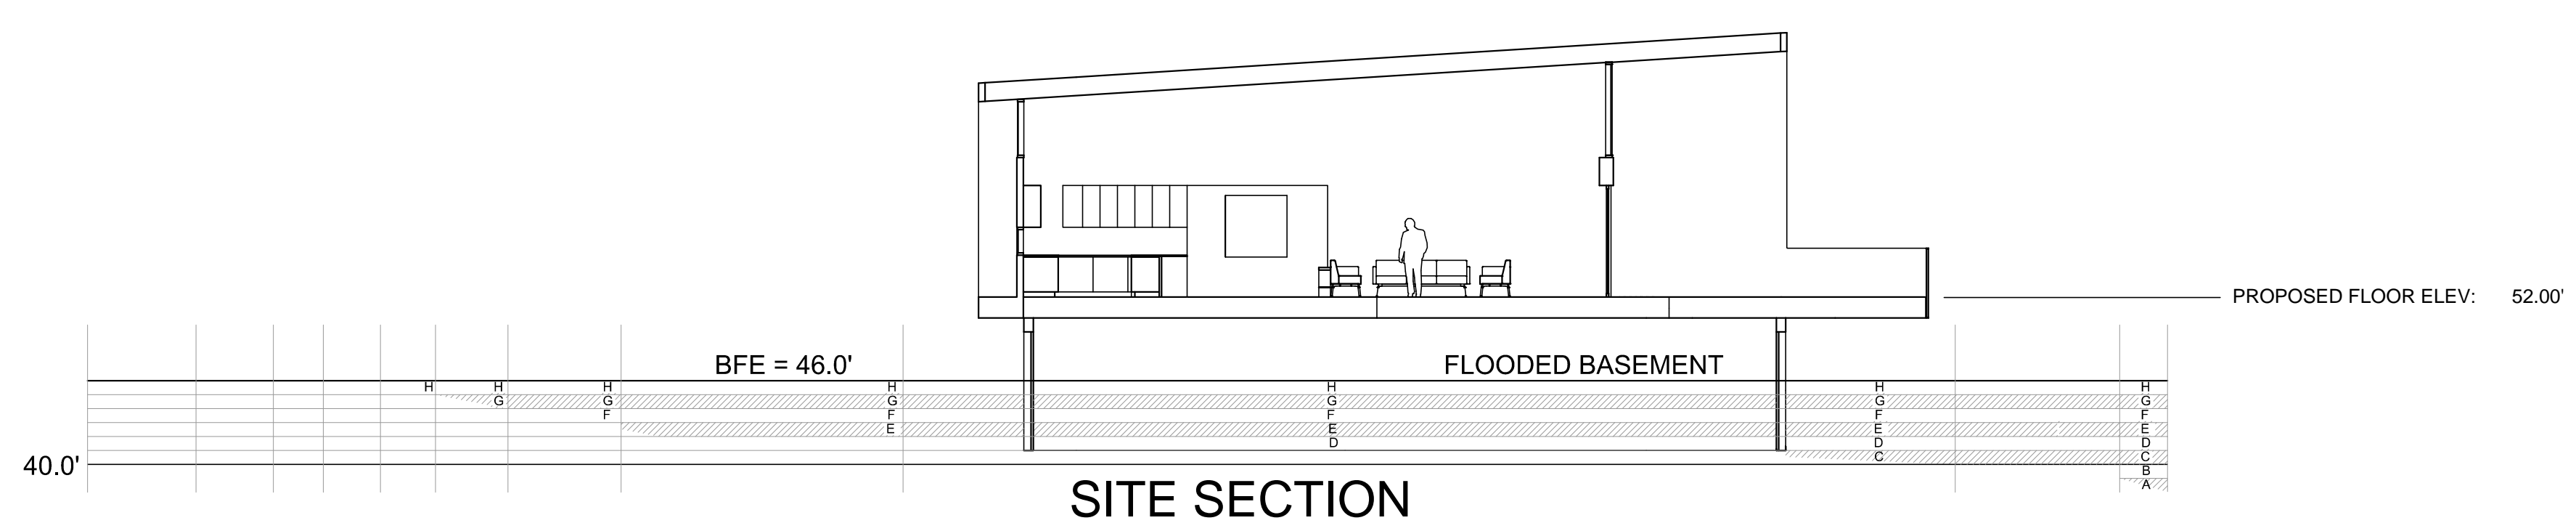 PROPOSED FLOOR ELEV: 52.00'
BFE = 46.0' FLOODED BASEMENT
H H H H H H H
G G G G G G
F F F F F
E E E E
D D D
40.0' C C
B
A
SITE SECTION